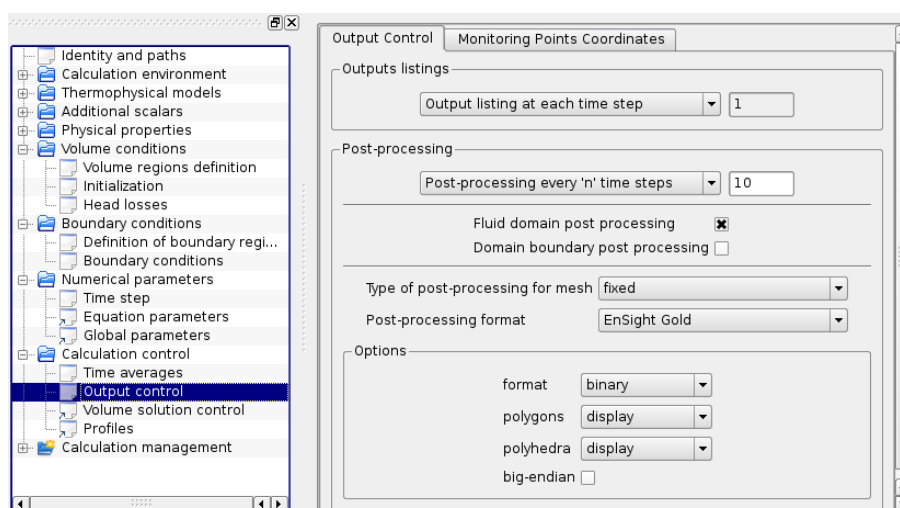 Identity and paths
Calculation environment
Thermophysical models
Additional scalars
Physical properties
Volume conditions
Volume regions definition
Initialization
Head losses
Boundary conditions
Definition of boundary regi...
Boundary conditions
Numerical parameters
Time step
Equation parameters
Global parameters
Calculation control
Time averages
Output control
Volume solution control
Profiles
Calculation management
Output Control Monitoring Points Coordinates
Outputs listings
Output listing at each time step 1
Post-processing
Post-processing every 'n' time steps 10
Fluid domain post processing
Domain boundary post processing
Type of post-processing for mesh fixed
Post-processing format EnSight Gold
Options
format binary
polygons display
polyhedra display
big-endian